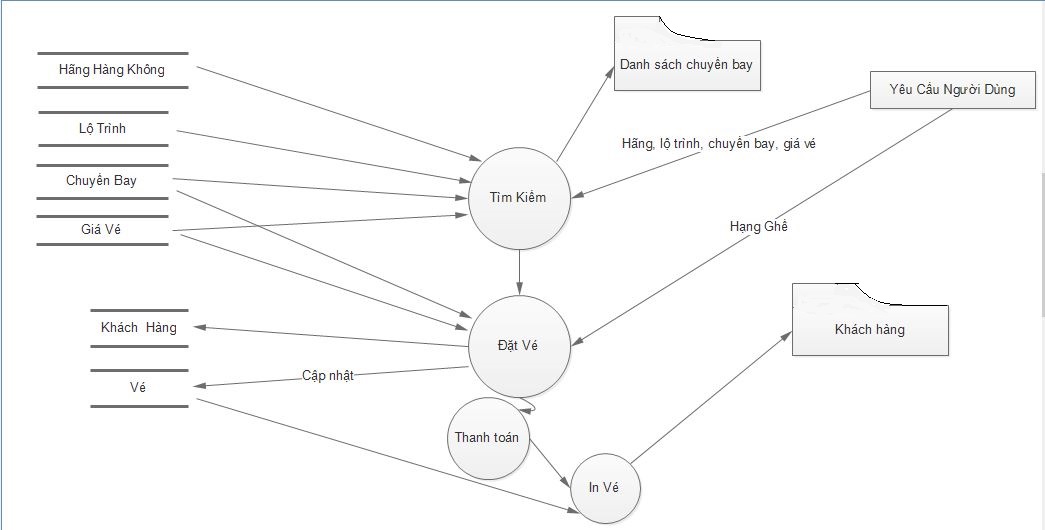 Hãng Hàng Không
Danh sách chuyến bay
Yêu Cầu Người Dùng
Lộ Trình
Hãng, lộ trình, chuyến bay, giá vé
Chuyến Bay
Tìm Kiếm
Giá Vé
Hạng Ghế
Khách Hàng
Đặt Vé
Khách hàng
Cập nhật
Vé
Thanh toán
In Vé